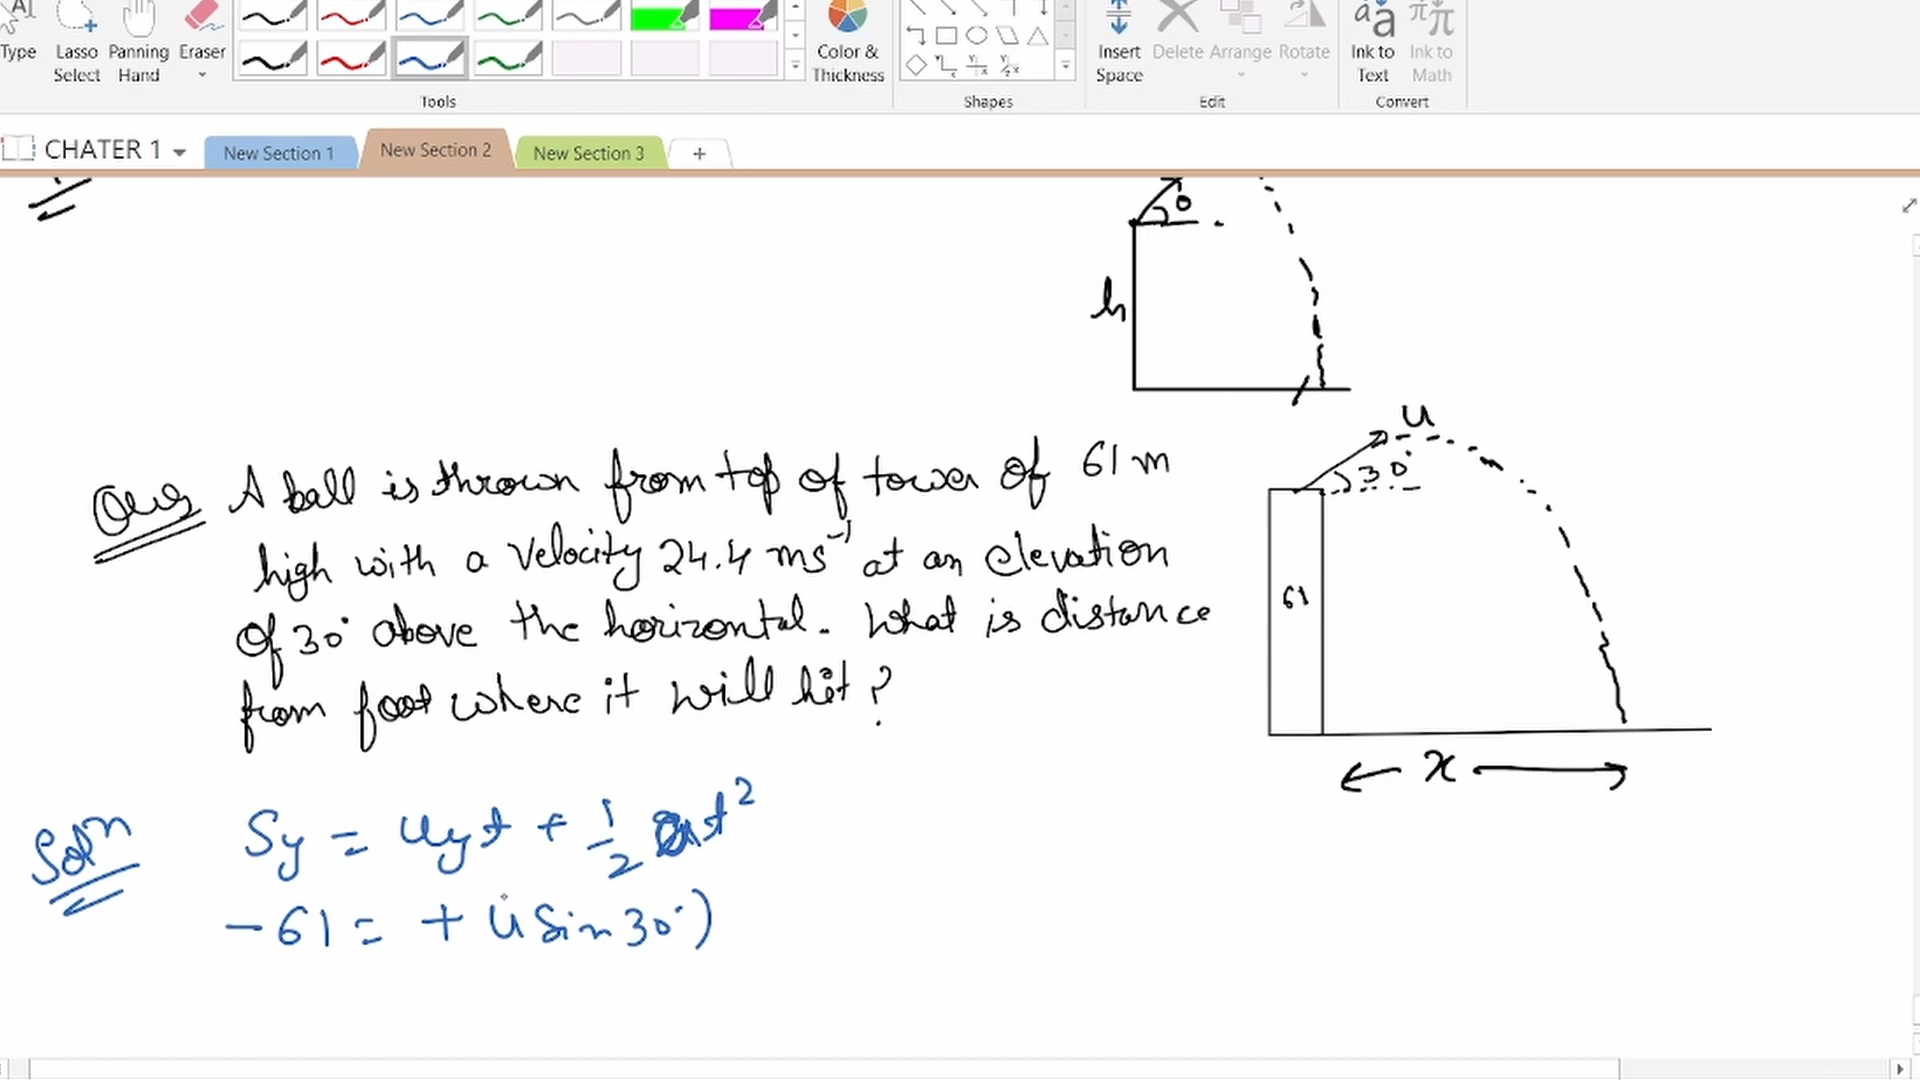 Type
Lasso Select
Panning Hand
Eraser
Color & Thickness
Insert Space
Delete
Arrange
Rotate
Ink to Text
Ink to Math
Tools
Shapes
Edit
Convert
CHATER 1
New Section 1
New Section 2
New Section 3
+
θ
h
u
30°
61
x
Ques A ball is thrown from top of tower of 61 m
high with a velocity 24.4 ms⁻¹ at an elevation
of 30° above the horizontal. What is distance
from foot where it will hit ?
Solⁿ Sy = uyt + 1/2 at²
-61 = + u Sin 30°)